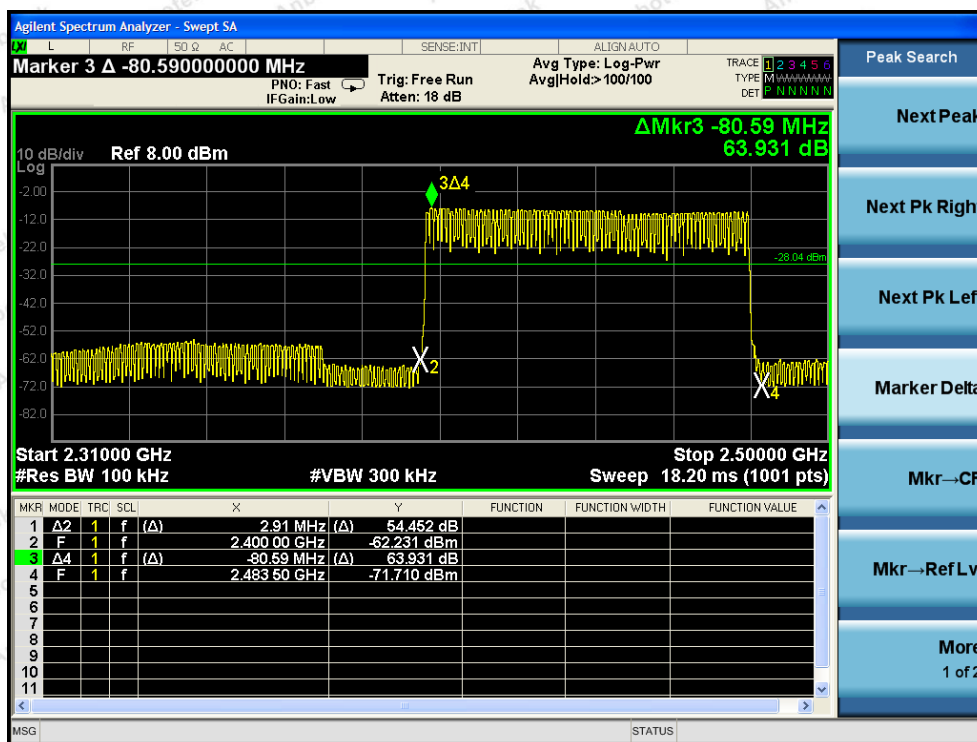 Agilent Spectrum Analyzer - Swept SA
LXI L RF 50 Ω AC SENSE:INT ALIGN AUTO
Marker 3 Δ -80.590000000 MHz
PNO: Fast
IFGain:Low
Trig: Free Run
Atten: 18 dB
Avg Type: Log-Pwr
Avg|Hold:>100/100
TRACE 1 2 3 4 5 6
TYPE M
DET P N N N N N
ΔMkr3 -80.59 MHz
63.931 dB
10 dB/div Ref 8.00 dBm
Log
-2.00
3Δ4
-12.0
-22.0
-28.04 dBm
-32.0
-42.0
-52.0
-62.0
2
-72.0
4
-82.0
Start 2.31000 GHz Stop 2.50000 GHz
#Res BW 100 kHz #VBW 300 kHz Sweep 18.20 ms (1001 pts)
MKR MODE TRC SCL X Y FUNCTION FUNCTION WIDTH FUNCTION VALUE
1 Δ2 1 f (Δ) 2.91 MHz (Δ) 54.452 dB
2 F 1 f 2.400 00 GHz -62.231 dBm
3 Δ4 1 f (Δ) -80.59 MHz (Δ) 63.931 dB
4 F 1 f 2.483 50 GHz -71.710 dBm
5
6
7
8
9
10
11
MSG STATUS
Peak Search
Next Peak
Next Pk Righ
Next Pk Lef
Marker Delta
Mkr→CF
Mkr→Ref Lv
More
1 of 2